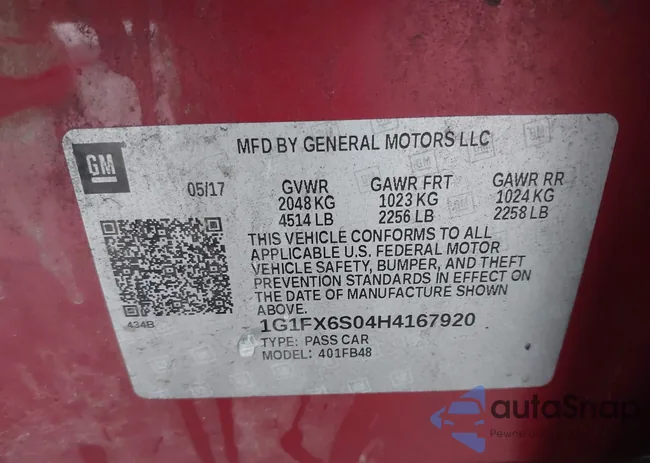 GM
MFD BY GENERAL MOTORS LLC
05/17
GVWR
2048 KG
4514 LB
GAWR FRT
1023 KG
2256 LB
GAWR RR
1024 KG
2258 LB
THIS VEHICLE CONFORMS TO ALL
APPLICABLE U.S. FEDERAL MOTOR
VEHICLE SAFETY, BUMPER, AND THEFT
PREVENTION STANDARDS IN EFFECT ON
THE DATE OF MANUFACTURE SHOWN
ABOVE.
434B
1G1FX6S04H4167920
TYPE: PASS CAR
MODEL: 401FB48
autoSnap